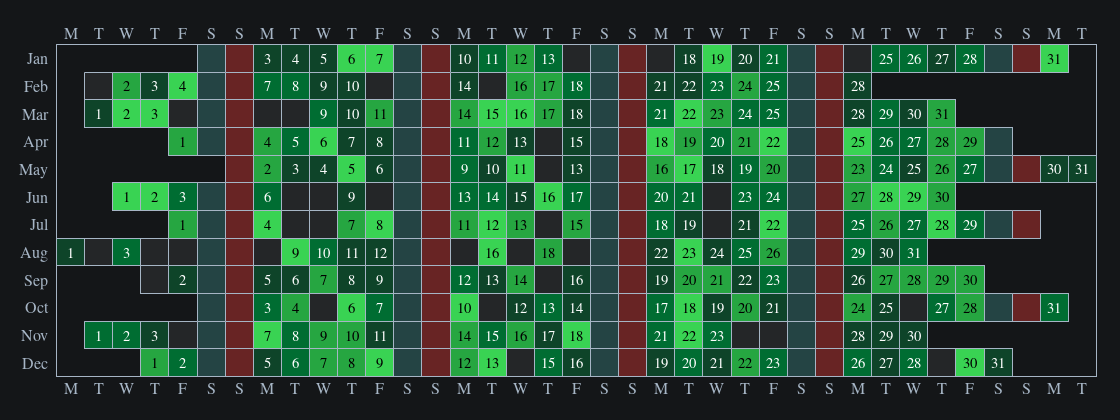 M T W T F S S M T W T F S S M T W T F S S M T W T F S S M T W T F S S M T
Jan 3 4 5 6 7 10 11 12 13 18 19 20 21 25 26 27 28 31
Feb 2 3 4 7 8 9 10 14 16 17 18 21 22 23 24 25 28
Mar 1 2 3 9 10 11 14 15 16 17 18 21 22 23 24 25 28 29 30 31
Apr 1 4 5 6 7 8 11 12 13 15 18 19 20 21 22 25 26 27 28 29
May 2 3 4 5 6 9 10 11 13 16 17 18 19 20 23 24 25 26 27 30 31
Jun 1 2 3 6 9 13 14 15 16 17 20 21 23 24 27 28 29 30
Jul 1 4 7 8 11 12 13 15 18 19 21 22 25 26 27 28 29
Aug 1 3 9 10 11 12 16 18 22 23 24 25 26 29 30 31
Sep 2 5 6 7 8 9 12 13 14 16 19 20 21 22 23 26 27 28 29 30
Oct 3 4 6 7 10 12 13 14 17 18 19 20 21 24 25 27 28 31
Nov 1 2 3 7 8 9 10 11 14 15 16 17 18 21 22 23 28 29 30
Dec 1 2 5 6 7 8 9 12 13 15 16 19 20 21 22 23 26 27 28 30 31
M T W T F S S M T W T F S S M T W T F S S M T W T F S S M T W T F S S M T